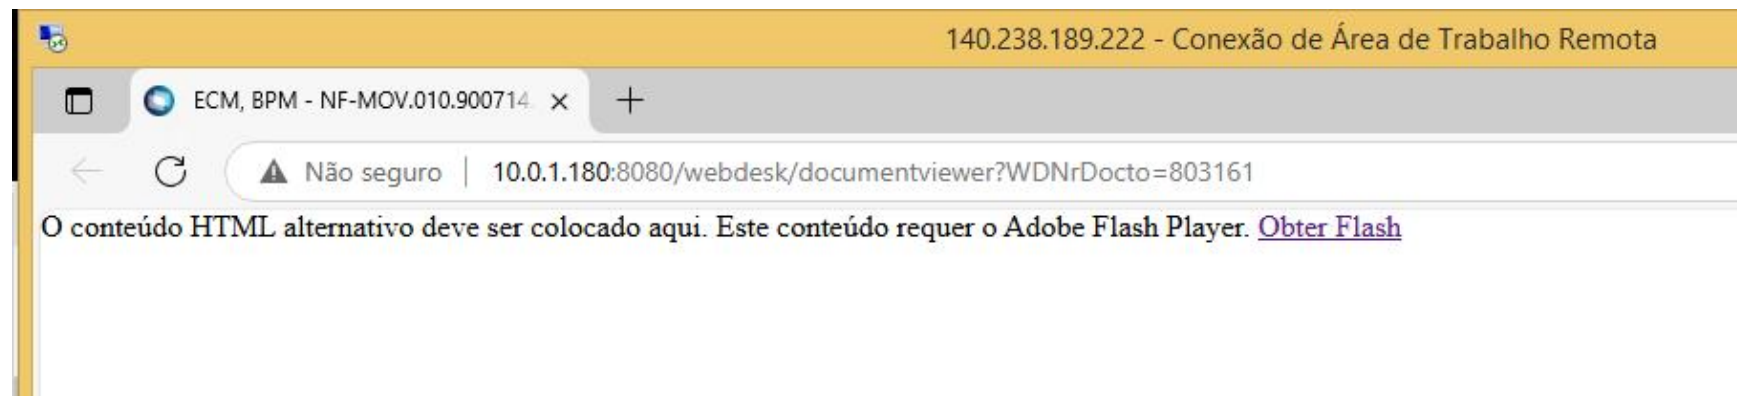 140.238.189.222 - Conexão de Área de Trabalho Remota
ECM, BPM - NF-MOV.010.900714
Não seguro | 10.0.1.180:8080/webdesk/documentviewer?WDNrDocto=803161
O conteúdo HTML alternativo deve ser colocado aqui. Este conteúdo requer o Adobe Flash Player. Obter Flash